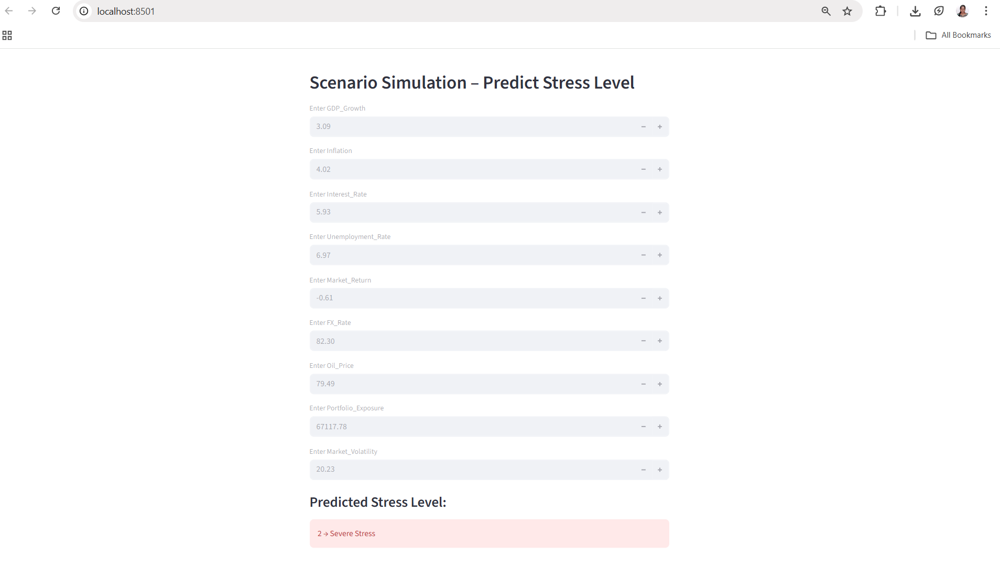 localhost:8501
All Bookmarks
Scenario Simulation – Predict Stress Level
Enter GDP_Growth
3.09
Enter Inflation
4.02
Enter Interest_Rate
5.93
Enter Unemployment_Rate
6.97
Enter Market_Return
-0.61
Enter FX_Rate
82.30
Enter Oil_Price
79.49
Enter Portfolio_Exposure
67117.78
Enter Market_Volatility
20.23
Predicted Stress Level:
2 → Severe Stress